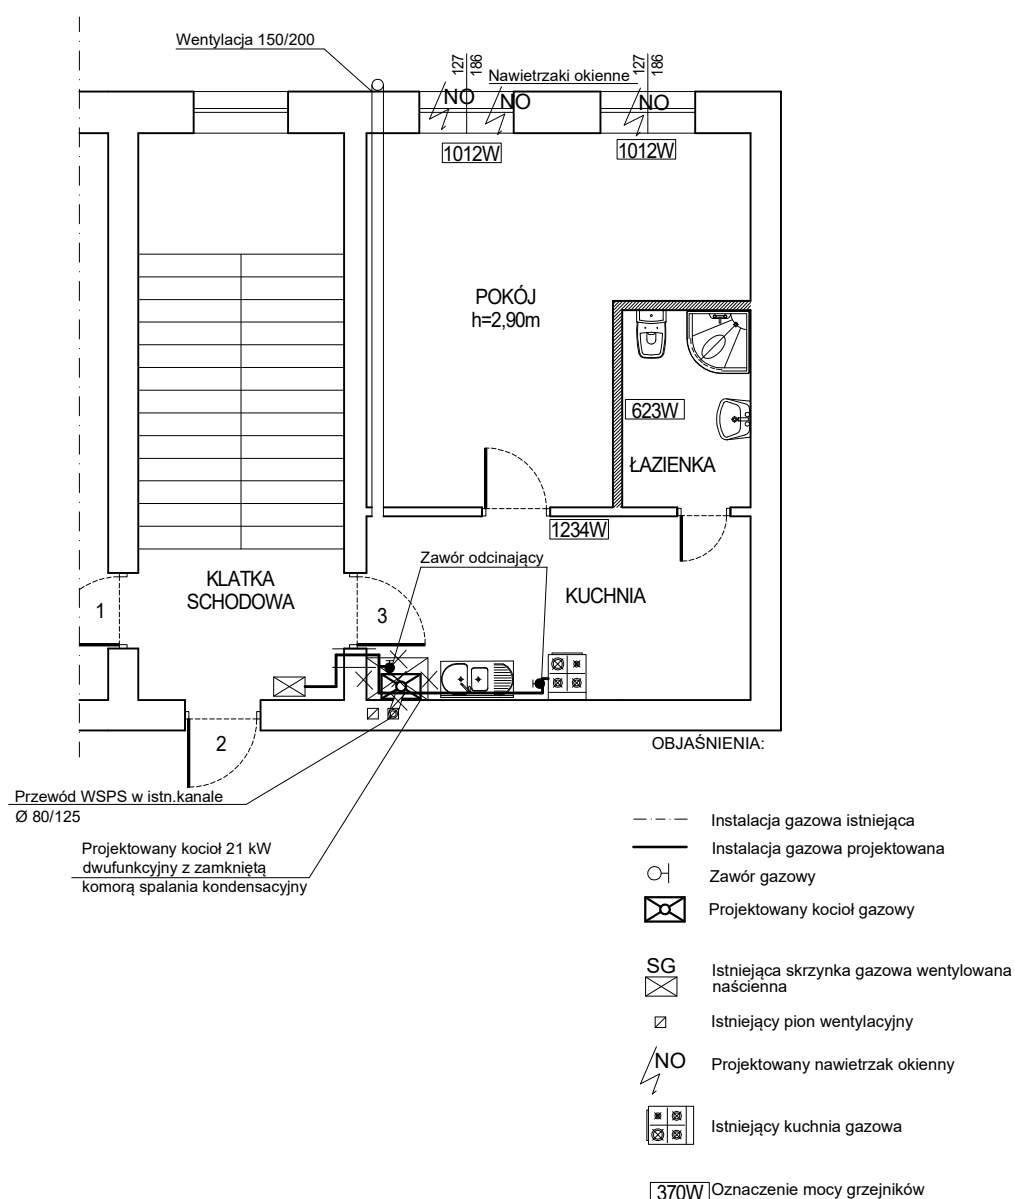 Wentylacja 150/200
127
186
127
186
Nawietrzaki okienne
NO
NO
NO
1012W
1012W
POKÓJ
h=2,90m
623W
ŁAZIENKA
1234W
Zawór odcinający
KLATKA
SCHODOWA
KUCHNIA
1
3
2
OBJAŚNIENIA:
Przewód WSPS w istn.kanale
Ø 80/125
Projektowany kocioł 21 kW
dwufunkcyjny z zamkniętą
komorą spalania kondensacyjny
Instalacja gazowa istniejąca
Instalacja gazowa projektowana
Zawór gazowy
Projektowany kocioł gazowy
SG
Istniejąca skrzynka gazowa wentylowana
naścienna
Istniejący pion wentylacyjny
NO
Projektowany nawietrzak okienny
Istniejący kuchnia gazowa
370W
Oznaczenie mocy grzejników